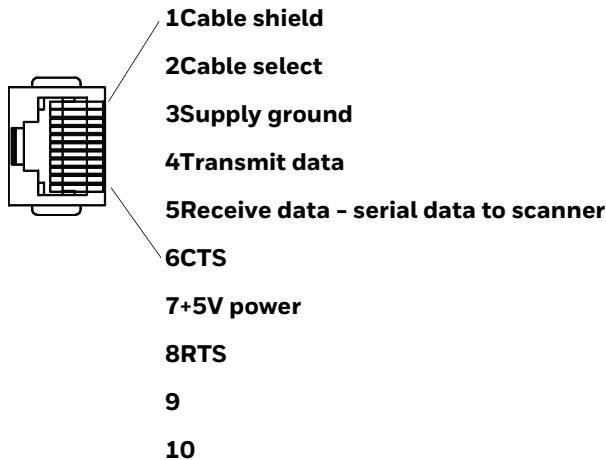 1Cable shield
2Cable select
3Supply ground
4Transmit data
5Receive data – serial data to scanner
6CTS
7+5V power
8RTS
9
10